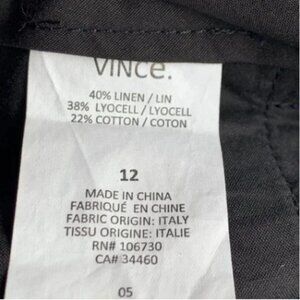 VINCe.
40% LINEN / LIN
38% LYOCELL / LYOCELL
22% COTTON / COTON
12
MADE IN CHINA
FABRIQUÉ EN CHINE
FABRIC ORIGIN: ITALY
TISSU ORIGINE: ITALIE
RN# 106730
CA# 34460
05